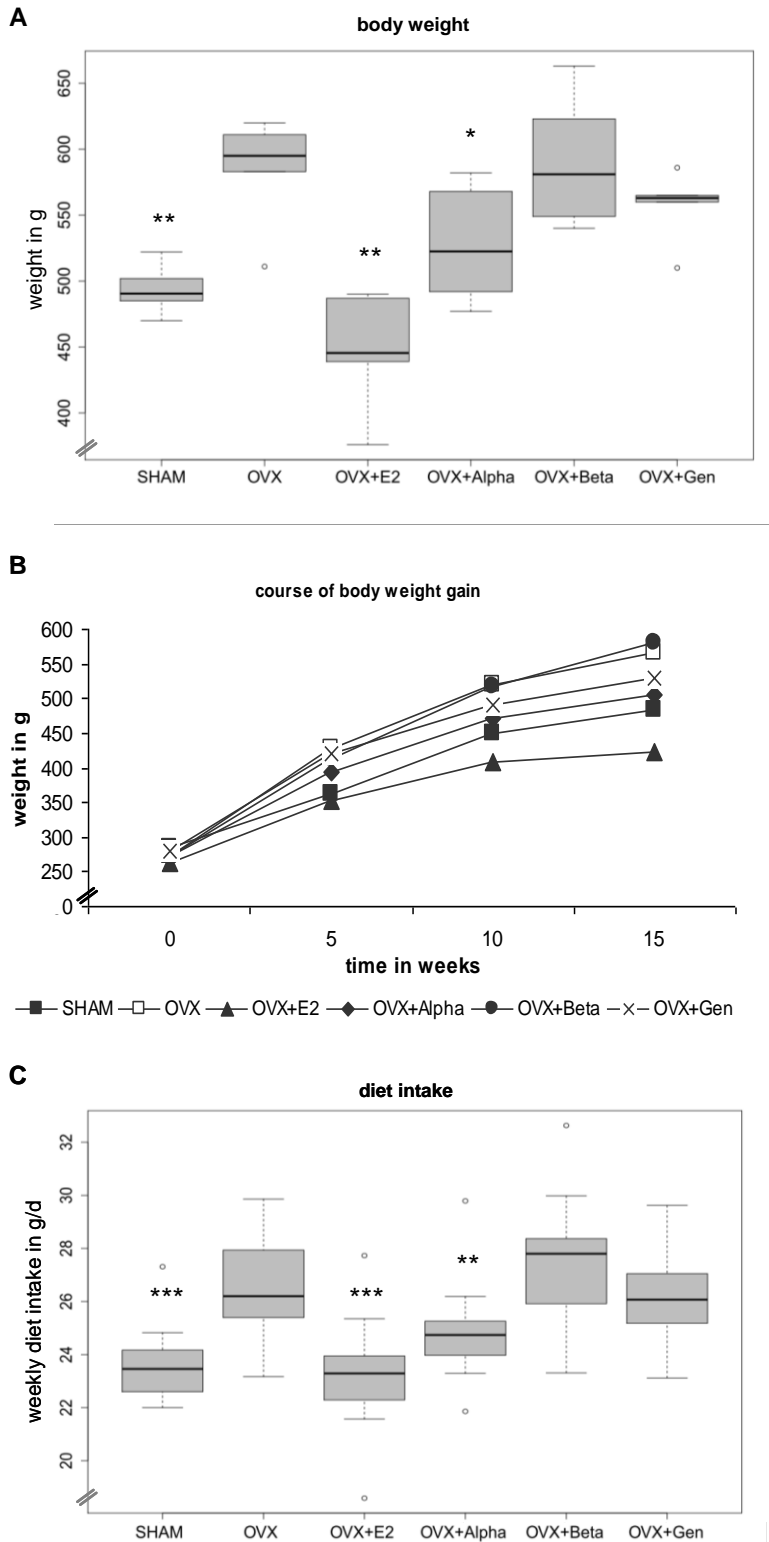 A
body weight
weight in g
650
600
550
500
450
400
**
**
*
SHAM OVX OVX+E2 OVX+Alpha OVX+Beta OVX+Gen
B
course of body weight gain
weight in g
600
550
500
450
400
350
300
250
0
0 5 10 15
time in weeks
SHAM OVX OVX+E2 OVX+Alpha OVX+Beta OVX+Gen
C
diet intake
weekly diet intake in g/d
32
30
28
26
24
22
20
***
***
**
SHAM OVX OVX+E2 OVX+Alpha OVX+Beta OVX+Gen